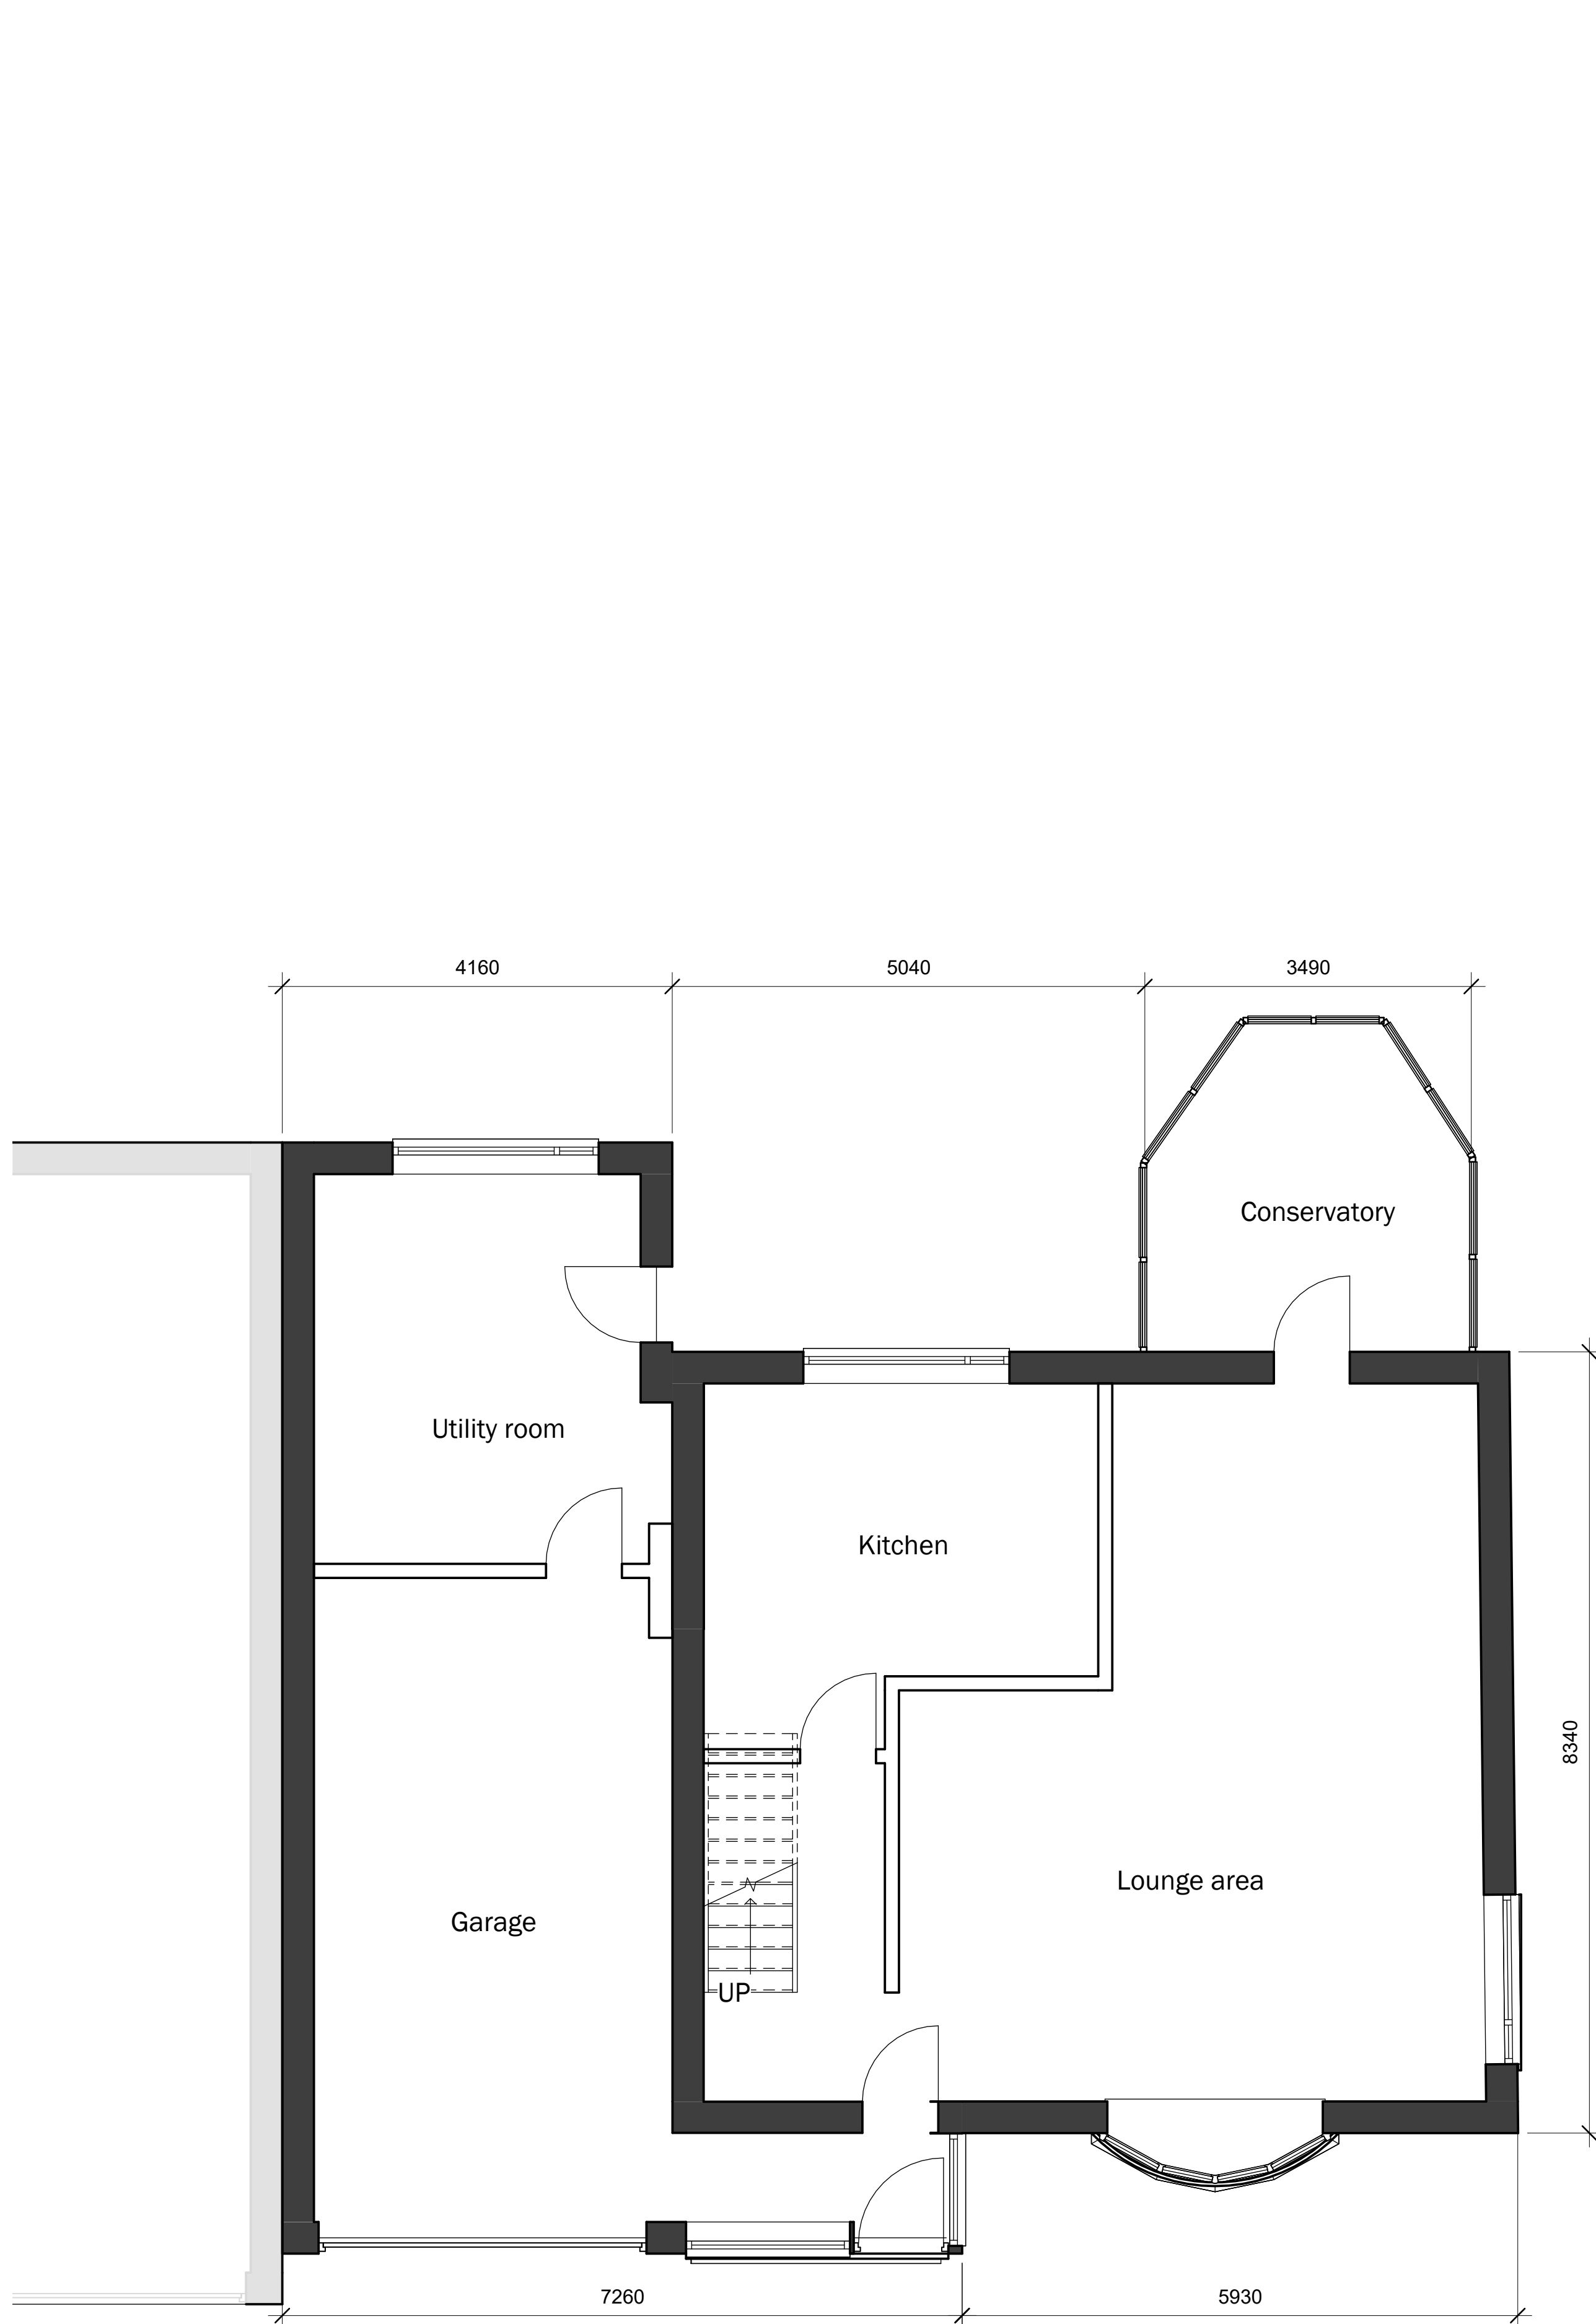 4160 5040 3490
Conservatory
Utility room
Kitchen
8340
Lounge area
Garage
UP
7260 5930